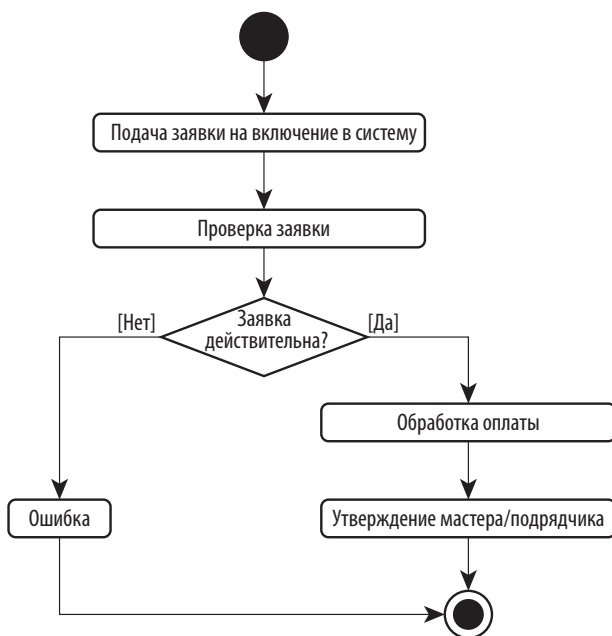 Подача заявки на включение в систему
Проверка заявки
[Нет]
Заявка
действительна?
[Да]
Обработка оплаты
Ошибка
Утверждение мастера/подрядчика